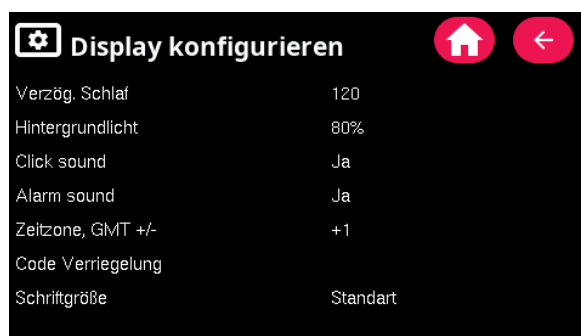 Display konfigurieren
Verzög. Schlaf 120
Hintergrundlicht 80%
Click sound Ja
Alarm sound Ja
Zeitzone, GMT +/- +1
Code Verriegelung
Schriftgröße Standart